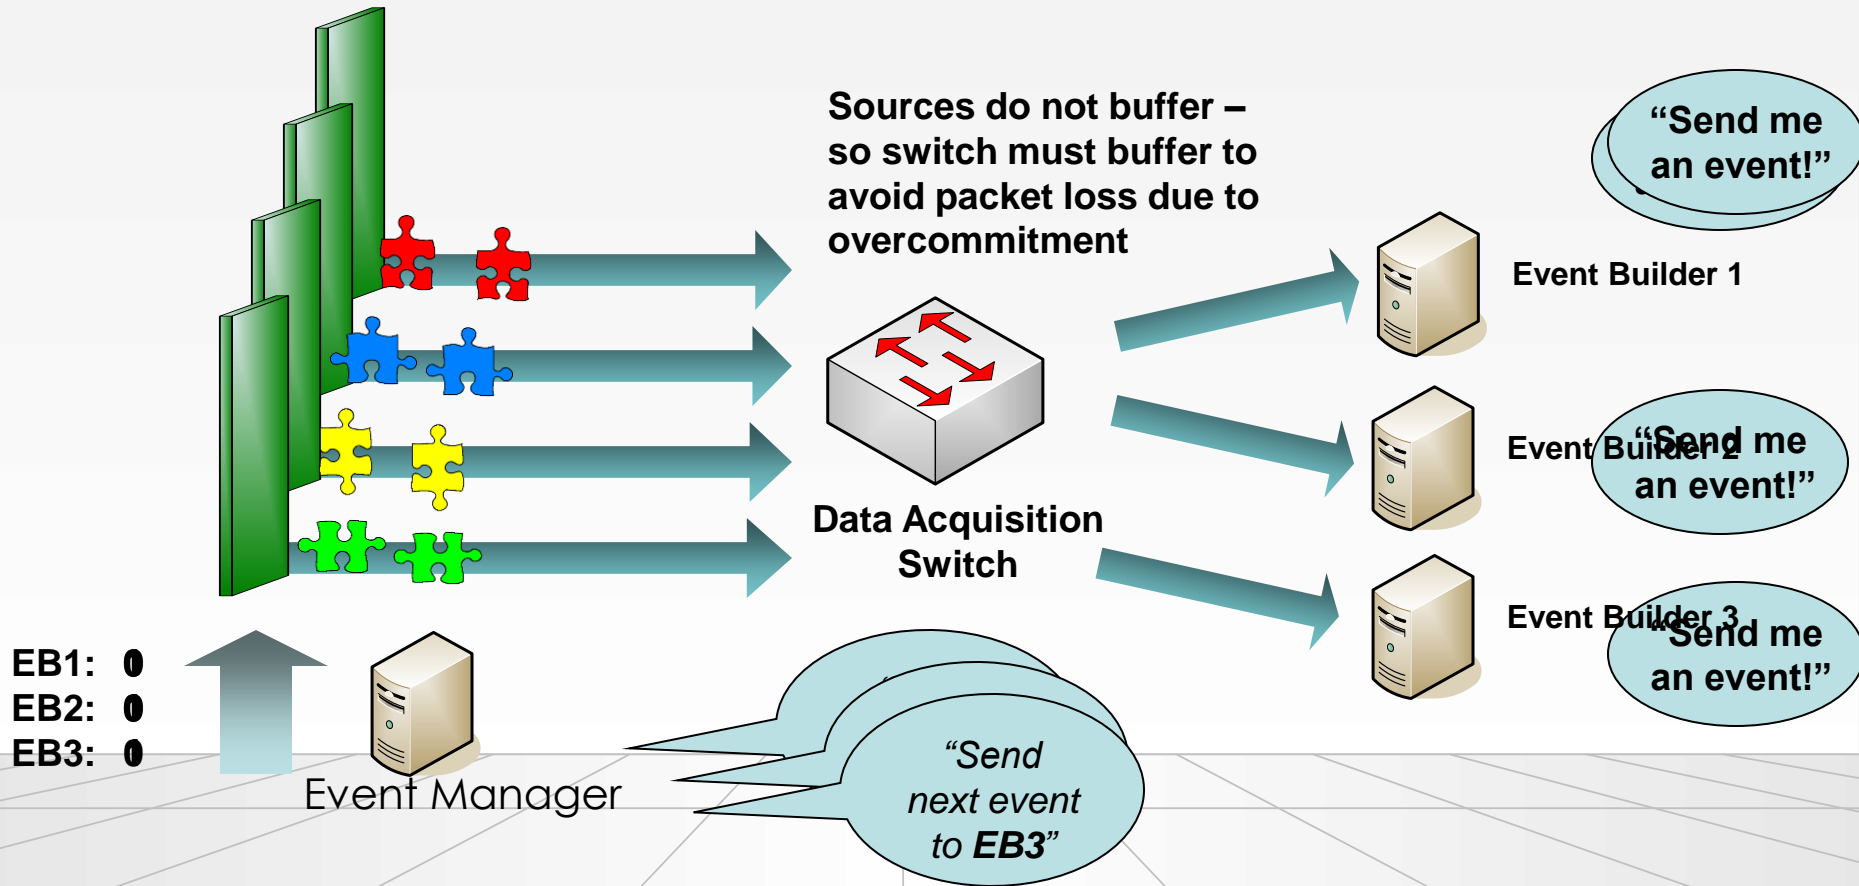 Sources do not buffer –
so switch must buffer to
avoid packet loss due to
overcommitment
“Send me
an event!”
Event Builder 1
Event Builder 2
“Send me
an event!”
Data Acquisition
Switch
Event Builder 3
“Send me
an event!”
EB1:
EB2:
EB3:
Event Manager
“Send
next event
to EB3”